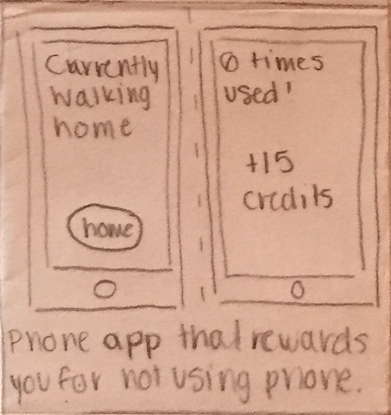 Currently
walking
home
home
0 times
used!
+15
credits
Phone app that rewards
you for not using phone.